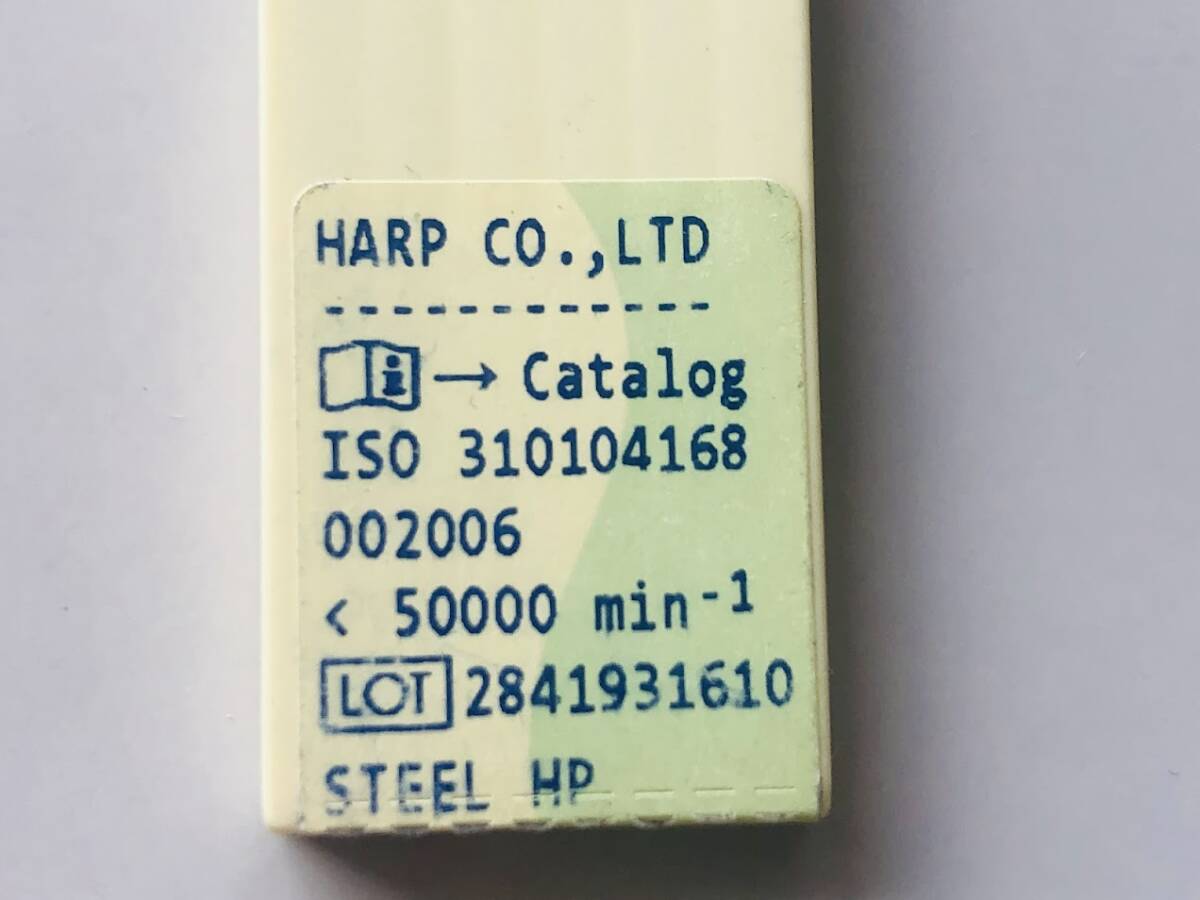 HARP CO.,LTD
------------
i → Catalog
ISO 310104168
002006
< 50000 min⁻¹
LOT 2841931610
STEEL HP